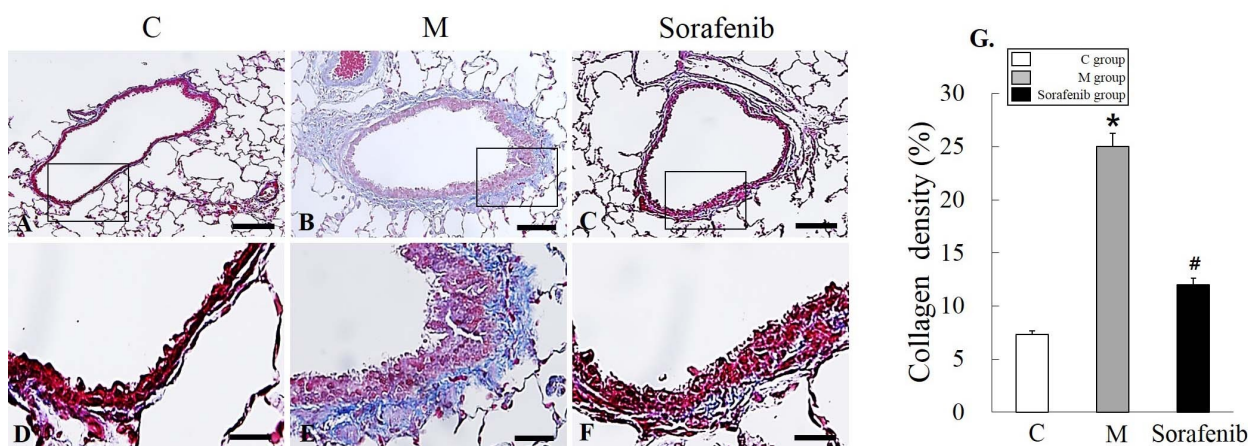 C M Sorafenib
A
B
C
D
E
F
G.
C group
M group
Sorafenib group
Collagen density (%)
30
25
20
15
10
5
0
*
#
C M Sorafenib